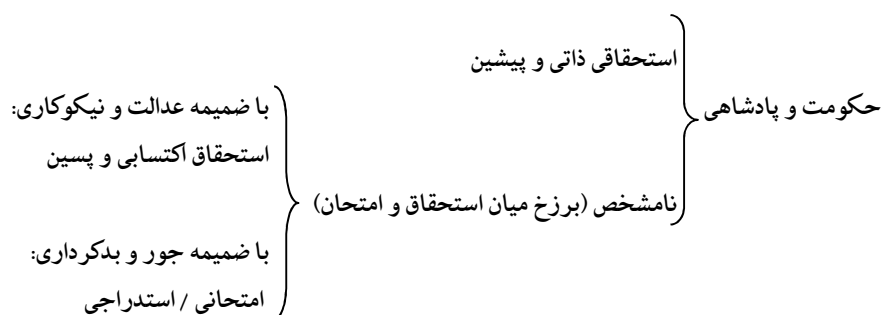 حکومت و پادشاهی
استحقاقی ذاتی و پیشین
نامشخص (برزخ میان استحقاق و امتحان)
با ضمیمه عدالت و نیکوکاری:
استحقاق اکتسابی و پسین
با ضمیمه جور و بدکرداری:
امتحانی / استدراجی